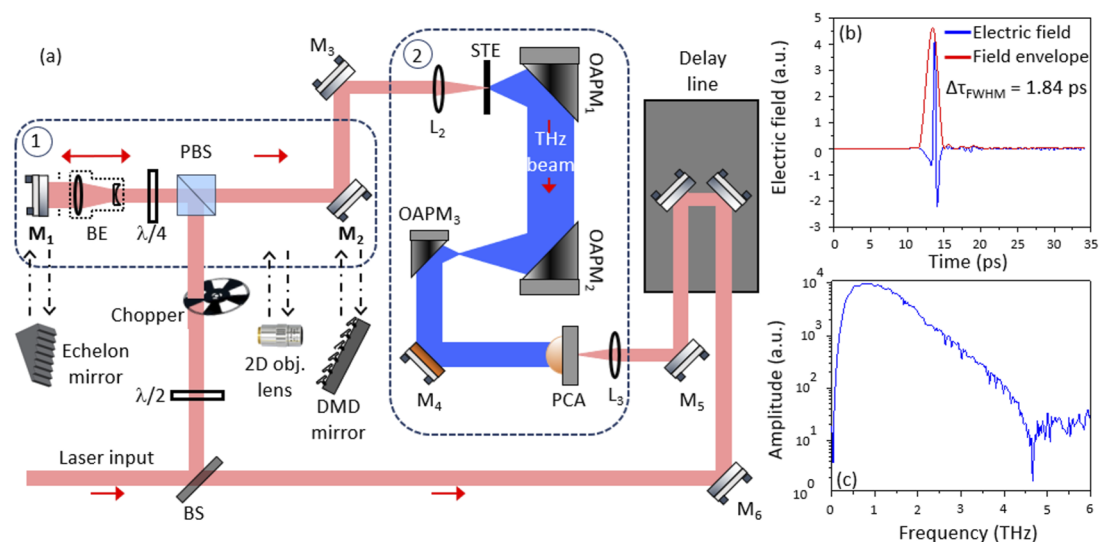 (a)
M3
2
STE
OAPM1
L2
THz
beam
Delay
line
1
PBS
M1
BE
λ/4
M2
OAPM3
OAPM2
Chopper
Echelon
mirror
2D obj.
lens
DMD
mirror
λ/2
M4
PCA
L3
M5
Laser input
BS
M6
(b)
Electric field
Field envelope
ΔτFWHM = 1.84 ps
Electric field (a.u.)
5
4
3
2
1
0
-1
-2
-3
0 5 10 15 20 25 30 35
Time (ps)
Amplitude (a.u.)
10^4
10^3
10^2
10^1
10^0
(c)
0 1 2 3 4 5 6
Frequency (THz)